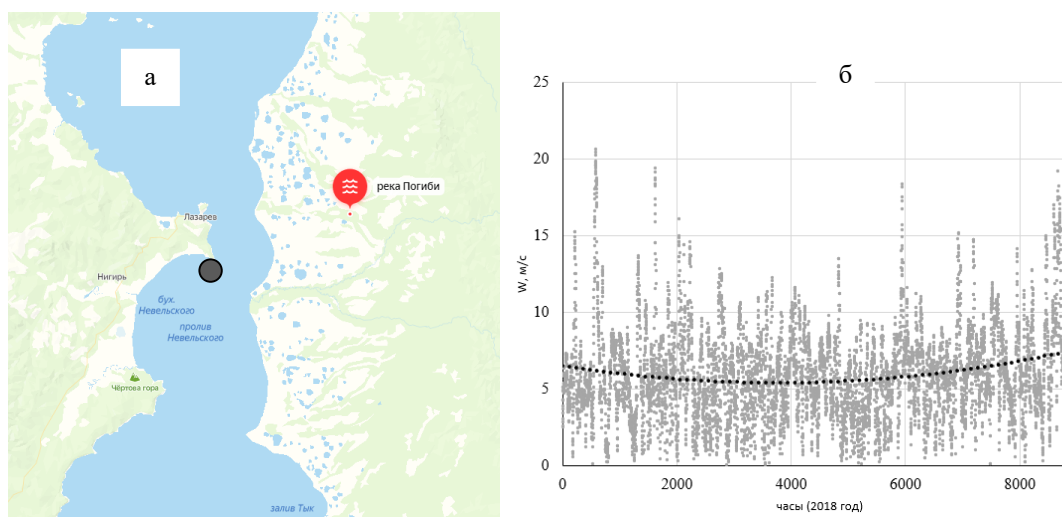 а
река Погиби
Лазарев
Нигирь
бух.
Невельского
пролив
Невельского
Чёртова гора
залив Тык
б
W, м/с
25
20
15
10
5
0
0
2000
4000
6000
8000
часы (2018 год)